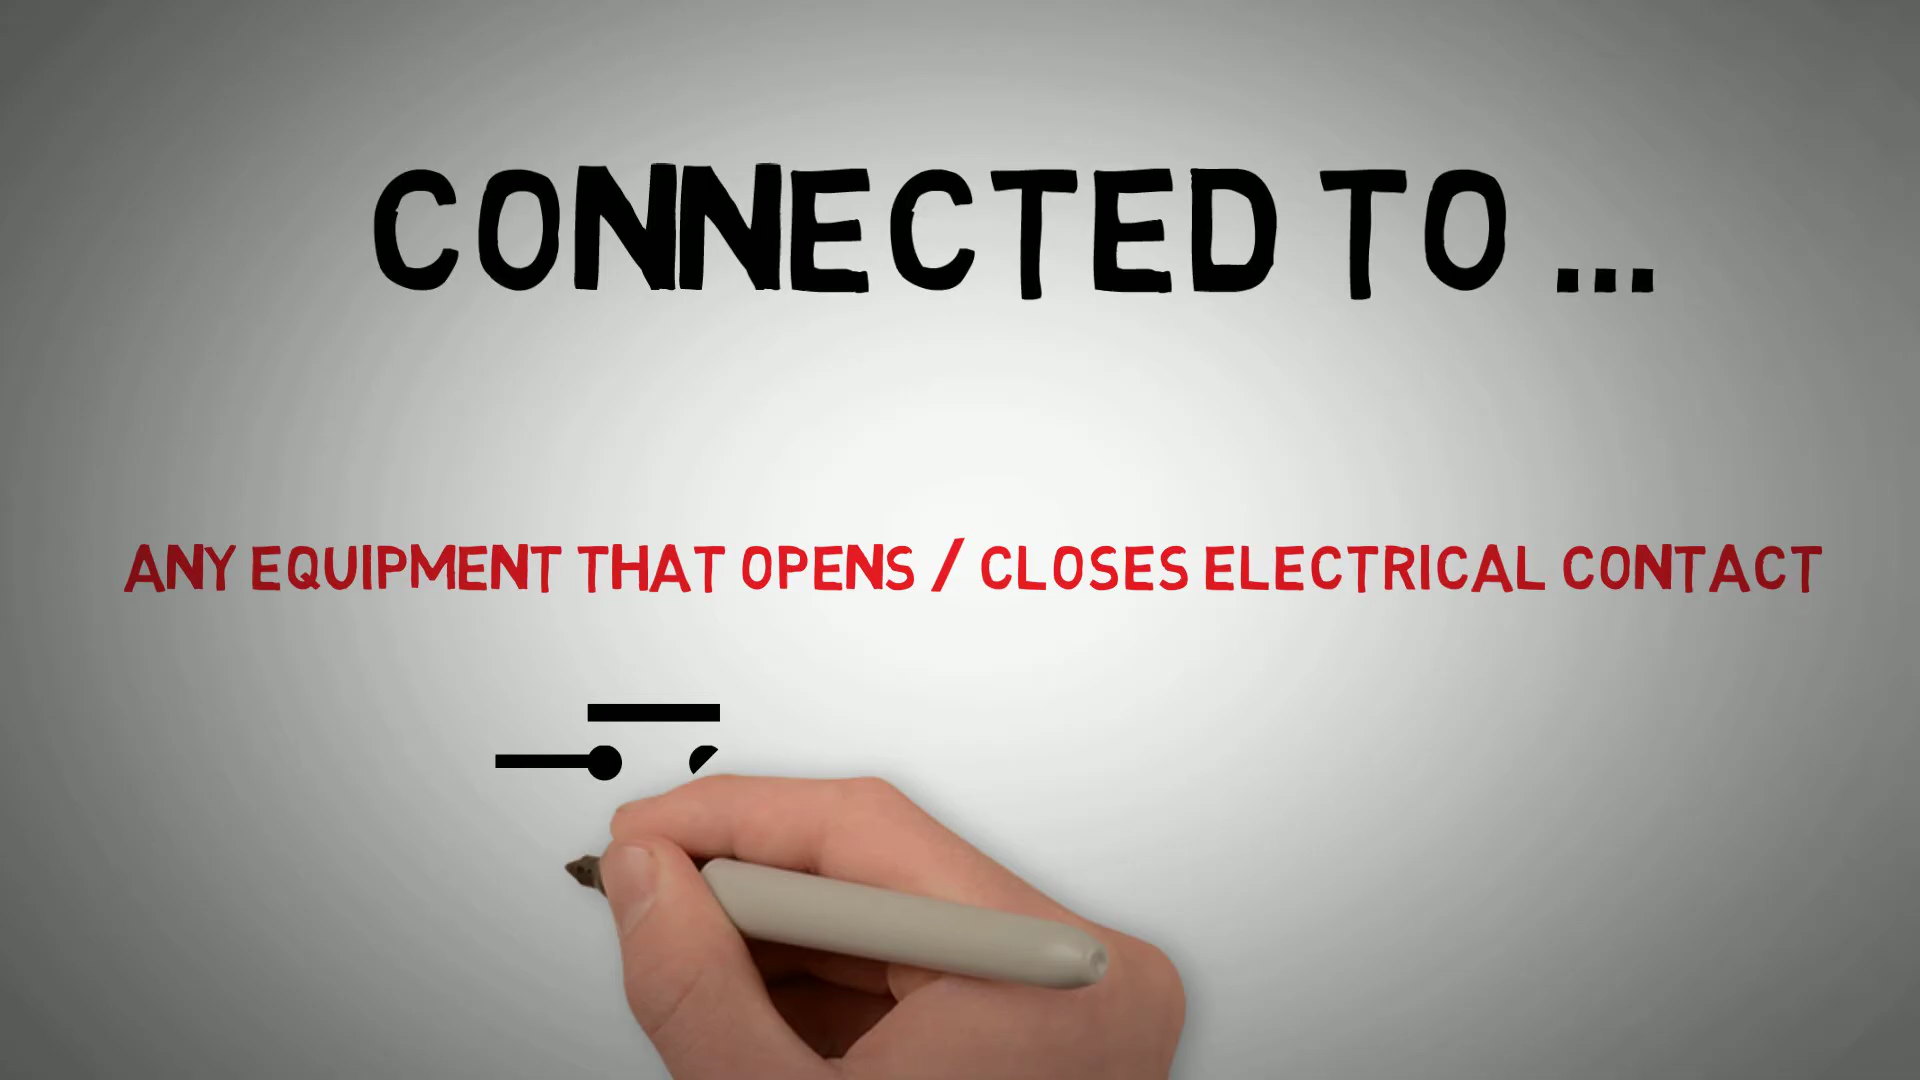 CONNECTED TO ...
ANY EQUIPMENT THAT OPENS / CLOSES ELECTRICAL CONTACT